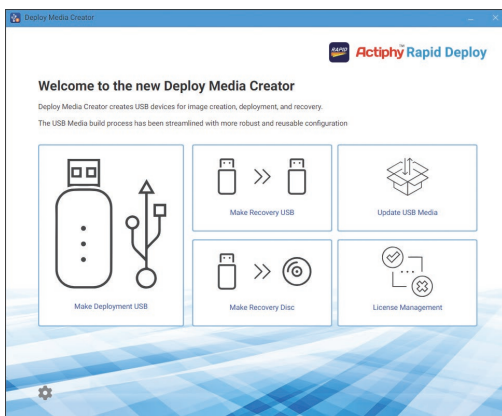 Deploy Media Creator
RAPID
Actiphy Rapid Deploy
Welcome to the new Deploy Media Creator
Deploy Media Creator creates USB devices for image creation, deployment, and recovery.
The USB Media build process has been streamlined with more robust and reusable configuration
Make Deployment USB
Make Recovery USB
Update USB Media
Make Recovery Disc
License Management